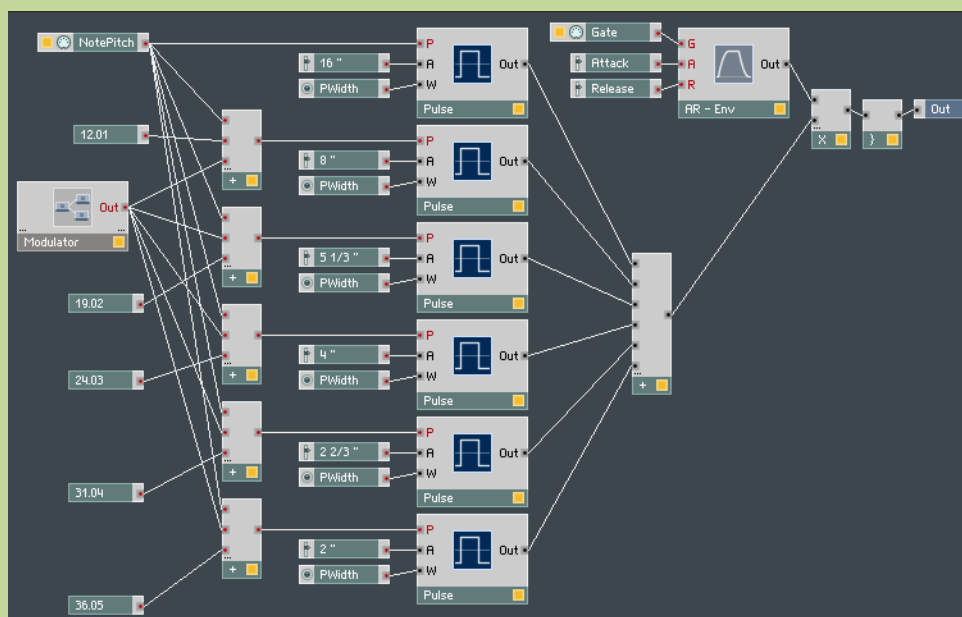 NotePitch
P
16 "
A
Out
PWidth
W
Pulse
Gate
G
Attack
A
Out
Release
R
AR - Env
...
X
}
Out
12.01
...
+
P
8 "
A
Out
PWidth
W
Pulse
Out
... ...
Modulator
...
+
P
5 1/3 "
A
Out
PWidth
W
Pulse
19.02
...
+
P
4 "
A
Out
PWidth
W
Pulse
24.03
...
+
P
2 2/3 "
A
Out
PWidth
W
Pulse
31.04
...
+
P
2 "
A
Out
PWidth
W
Pulse
36.05
...
+